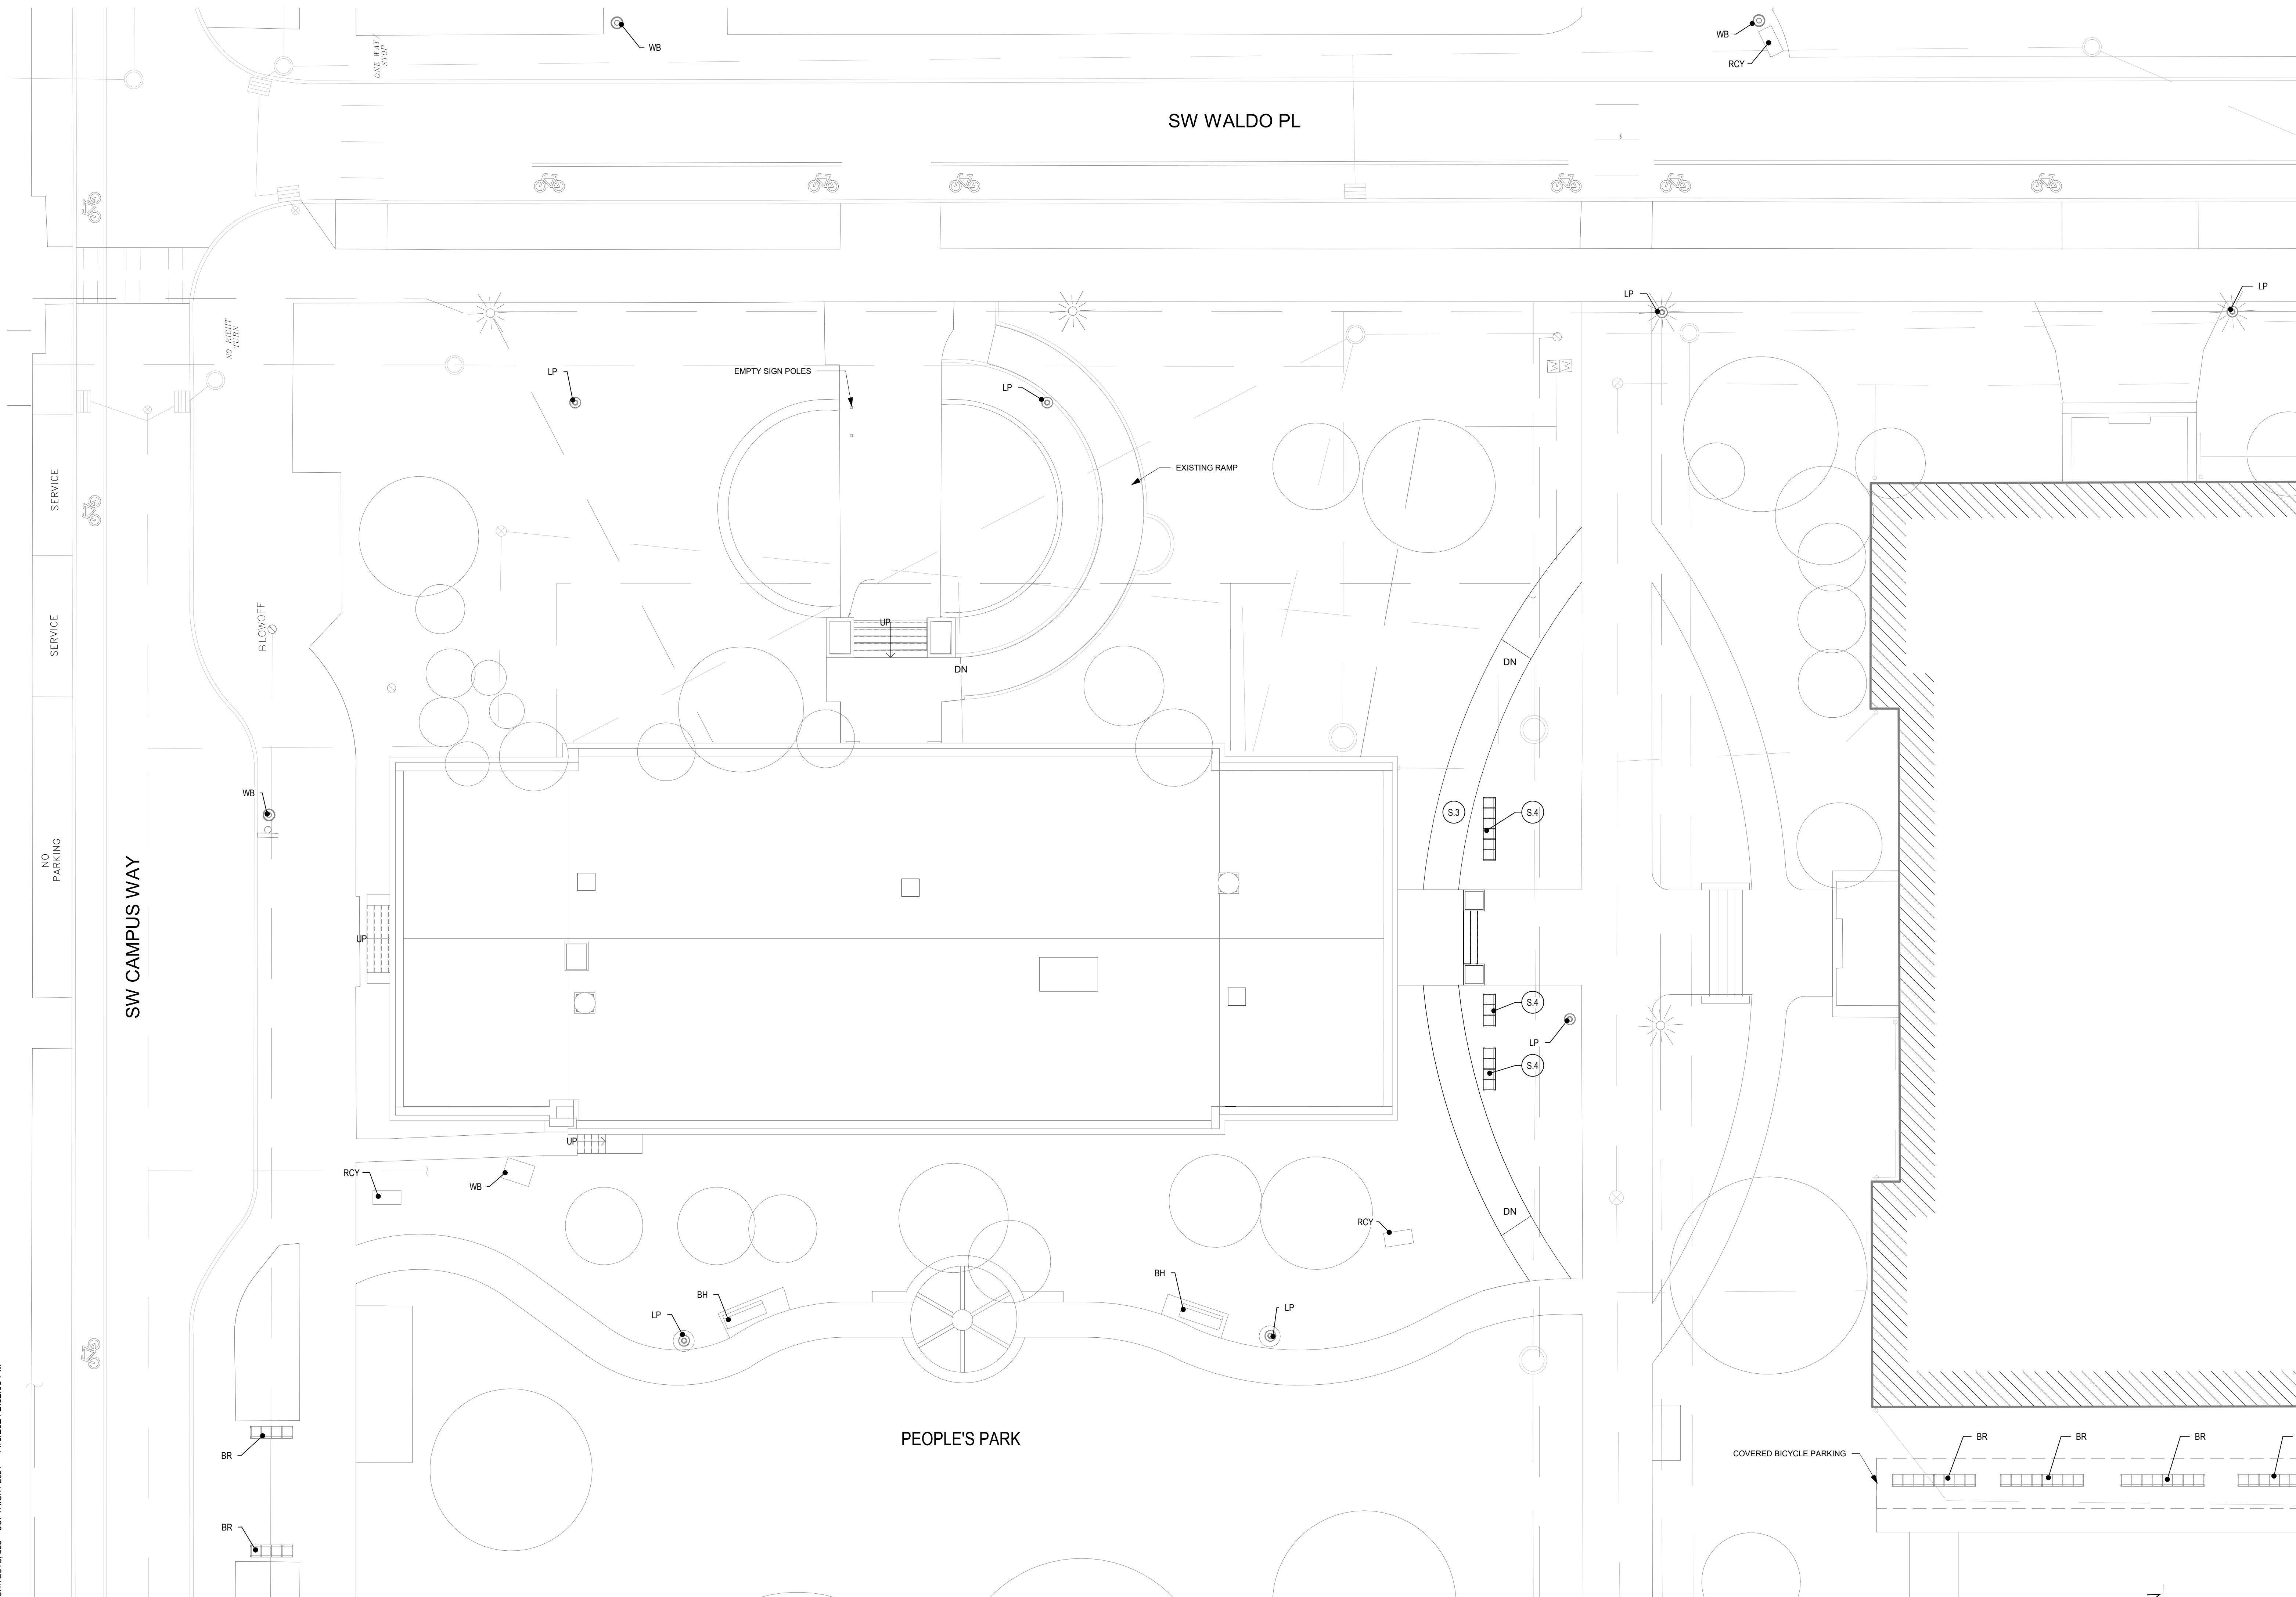 ONE WAY/
STOP
WB
WB
RCY
SW WALDO PL
LP
LP
NO RIGHT
TURN
LP
EMPTY SIGN POLES
LP
EXISTING RAMP
SERVICE
SERVICE
BLOWOFF
UP
DN
DN
WB
S.3
S.4
NO
PARKING
SW CAMPUS WAY
UP
S.4
LP
S.4
UP
RCY
WB
DN
RCY
BH
BH
LP
LP
PEOPLE'S PARK
BR
BR
BR
BR
COVERED BICYCLE PARKING
BR